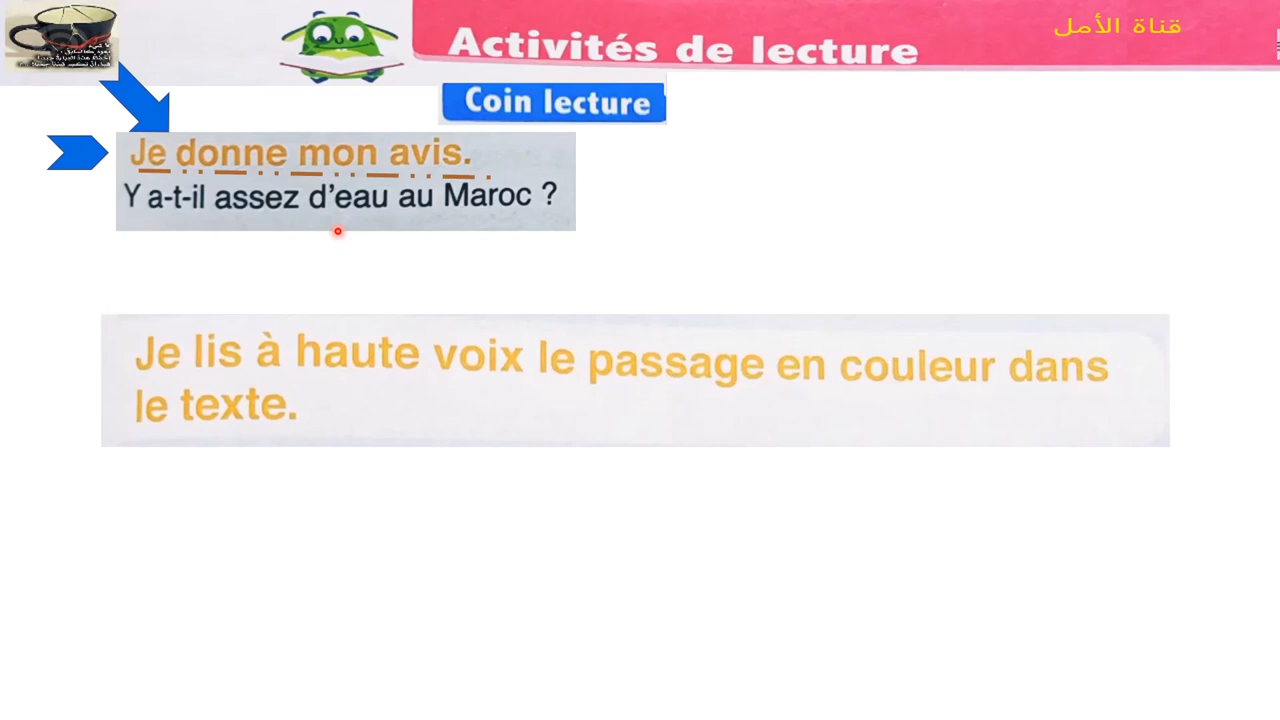 Activités de lecture
قناة الأمل
Coin lecture
Je donne mon avis.
Y a-t-il assez d'eau au Maroc ?
Je lis à haute voix le passage en couleur dans
le texte.